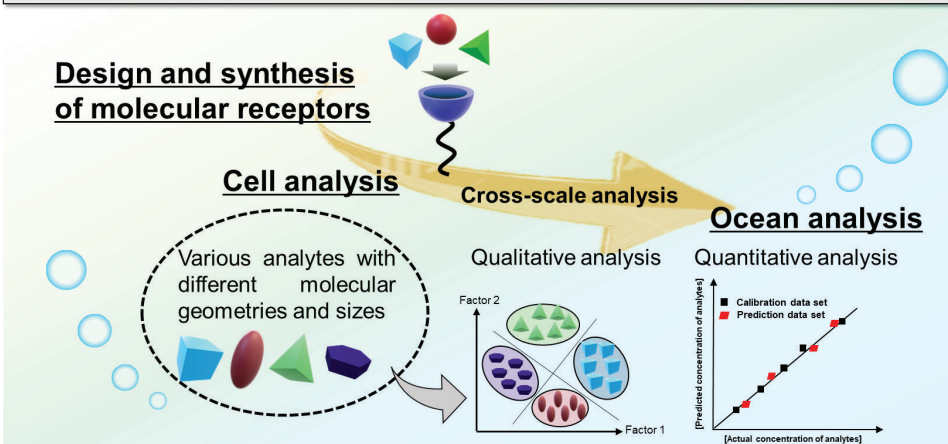 Design and synthesis
of molecular receptors
Cell analysis
Cross-scale analysis
Ocean analysis
Various analytes with
different molecular
geometries and sizes
Qualitative analysis
Factor 2
Factor 1
Quantitative analysis
[Predicted concentration of analytes]
Calibration data set
Prediction data set
[Actual concentration of analytes]